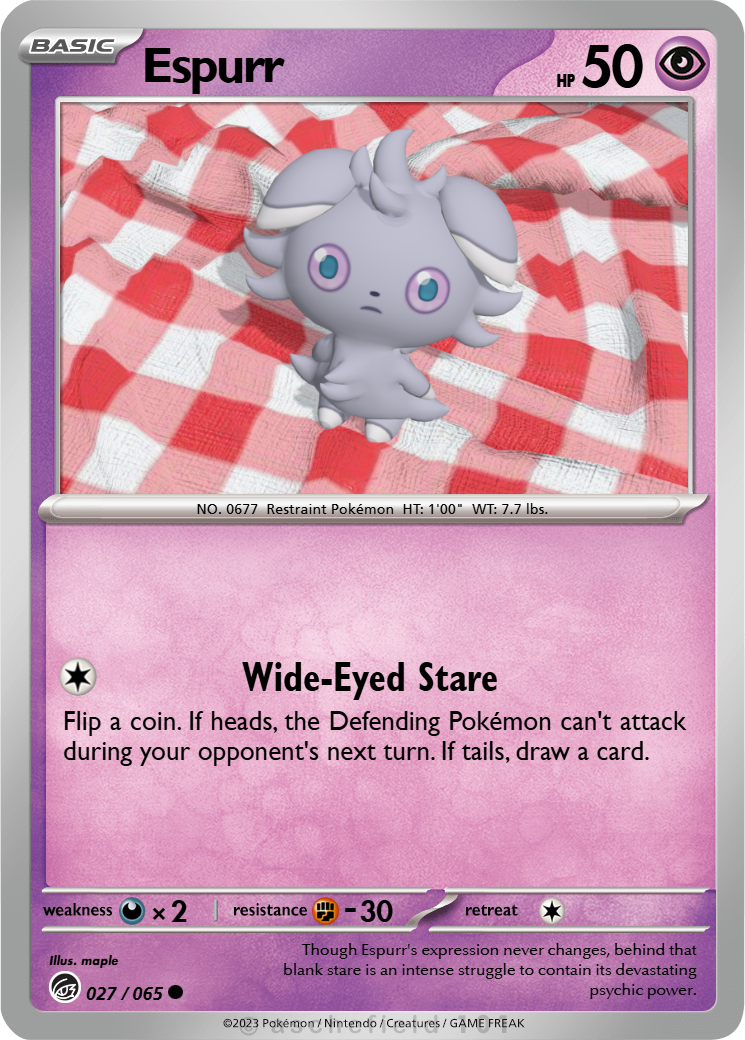 BASIC
Espurr
HP 50
NO. 0677 Restraint Pokémon HT: 1'00" WT: 7.7 lbs.
Wide-Eyed Stare
Flip a coin. If heads, the Defending Pokémon can't attack
during your opponent's next turn. If tails, draw a card.
weakness × 2 resistance -30 retreat
Illus. maple
Though Espurr's expression never changes, behind that
blank stare is an intense struggle to contain its devastating
psychic power.
027 / 065
©2023 Pokémon / Nintendo / Creatures / GAME FREAK